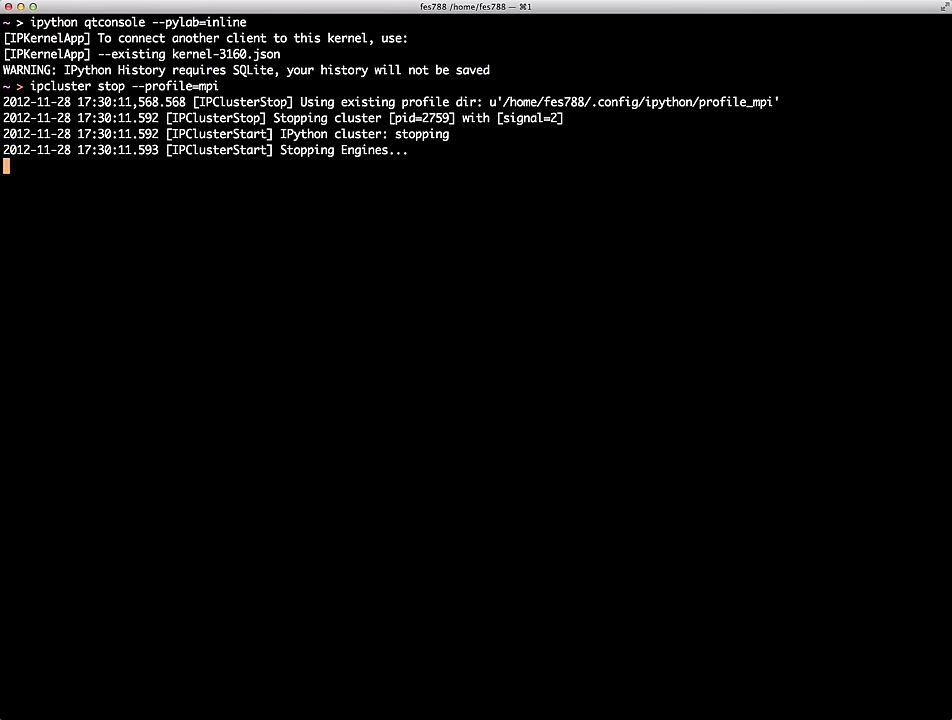 fes788 /home/fes788 — ⌘1
~ > ipython qtconsole --pylab=inline
[IPKernelApp] To connect another client to this kernel, use:
[IPKernelApp] --existing kernel-3160.json
WARNING: IPython History requires SQLite, your history will not be saved
~ > ipcluster stop --profile=mpi
2012-11-28 17:30:11,568.568 [IPClusterStop] Using existing profile dir: u'/home/fes788/.config/ipython/profile_mpi'
2012-11-28 17:30:11.592 [IPClusterStop] Stopping cluster [pid=2759] with [signal=2]
2012-11-28 17:30:11.592 [IPClusterStart] IPython cluster: stopping
2012-11-28 17:30:11.593 [IPClusterStart] Stopping Engines...